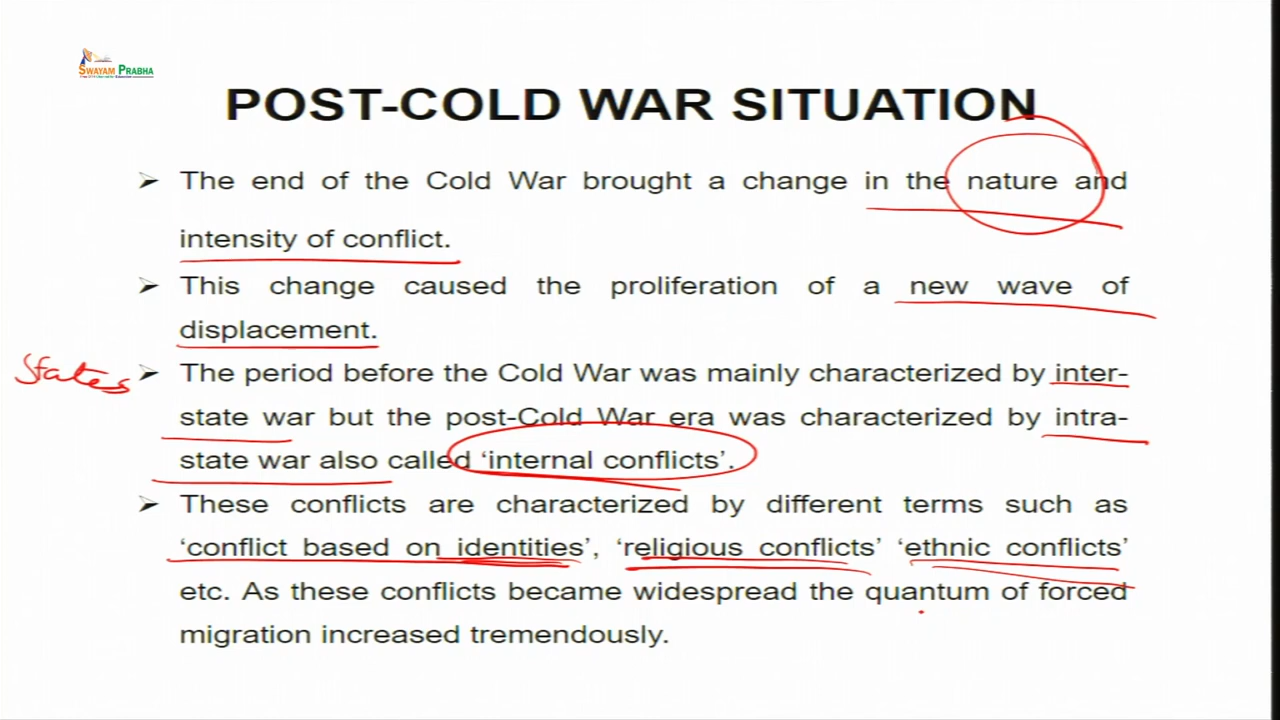 SWAYAM PRABHA
POST-COLD WAR SITUATION
➢ The end of the Cold War brought a change in the nature and
intensity of conflict.
➢ This change caused the proliferation of a new wave of
displacement.
States
➢ The period before the Cold War was mainly characterized by inter-
state war but the post-Cold War era was characterized by intra-
state war also called ‘internal conflicts’.
➢ These conflicts are characterized by different terms such as
‘conflict based on identities’, ‘religious conflicts’ ‘ethnic conflicts’
etc. As these conflicts became widespread the quantum of forced
migration increased tremendously.